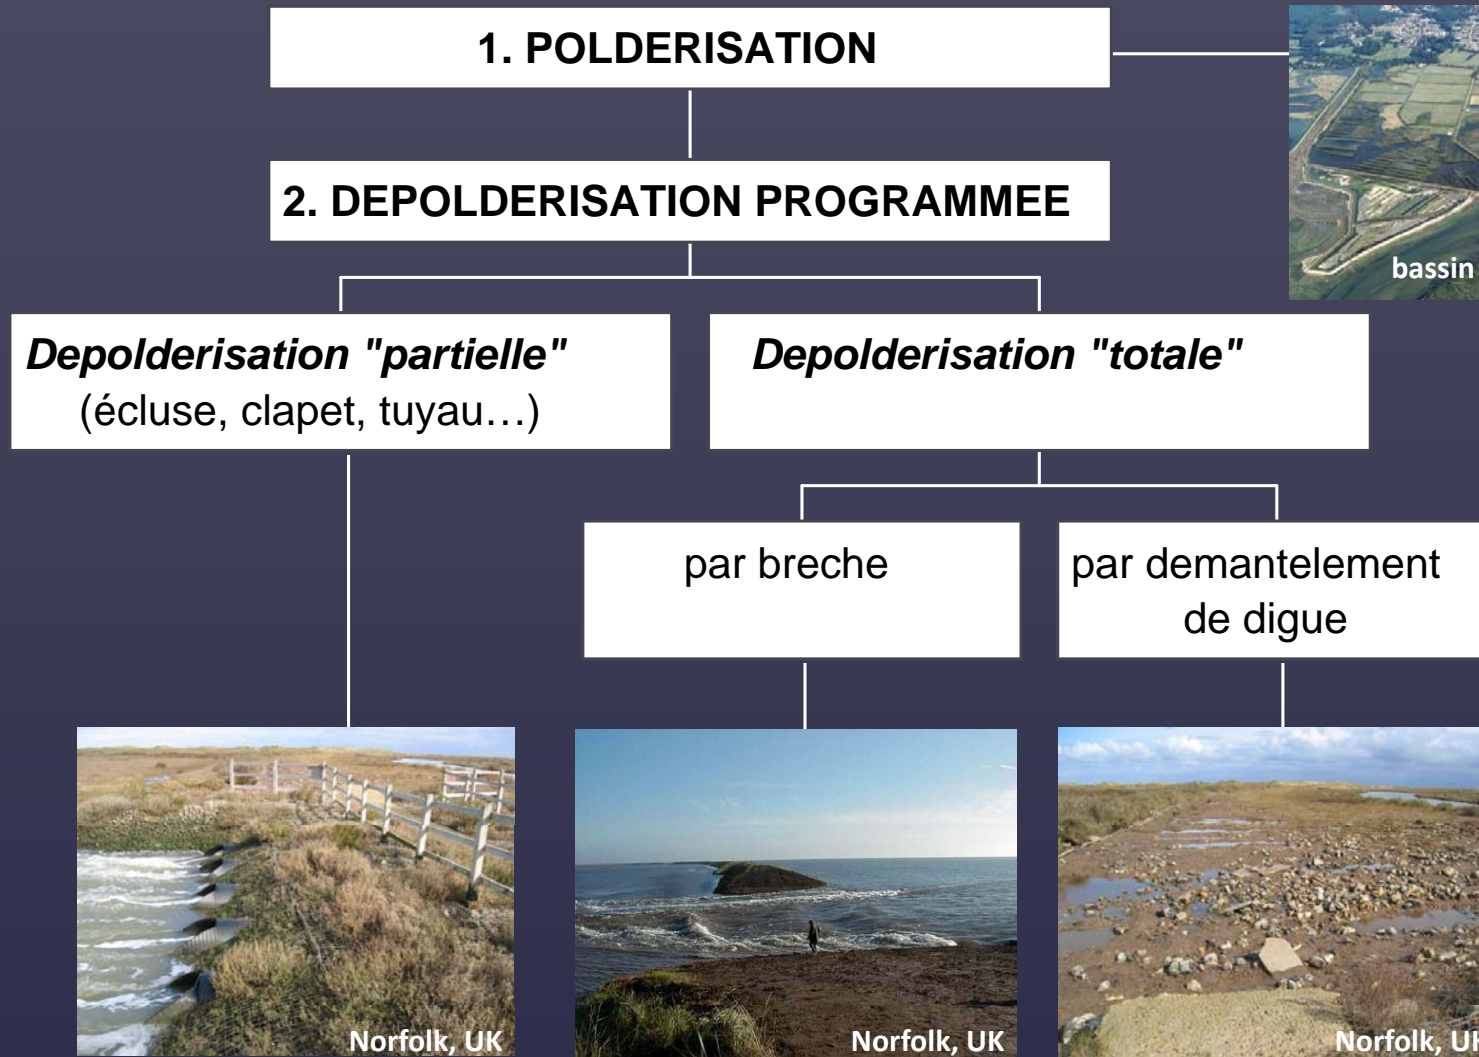 1. POLDERISATION
bassin
2. DEPOLDERISATION PROGRAMMEE
Depolderisation "partielle"
(écluse, clapet, tuyau…)
Depolderisation "totale"
par breche
par demantelement
de digue
Norfolk, UK
Norfolk, UK
Norfolk, UK